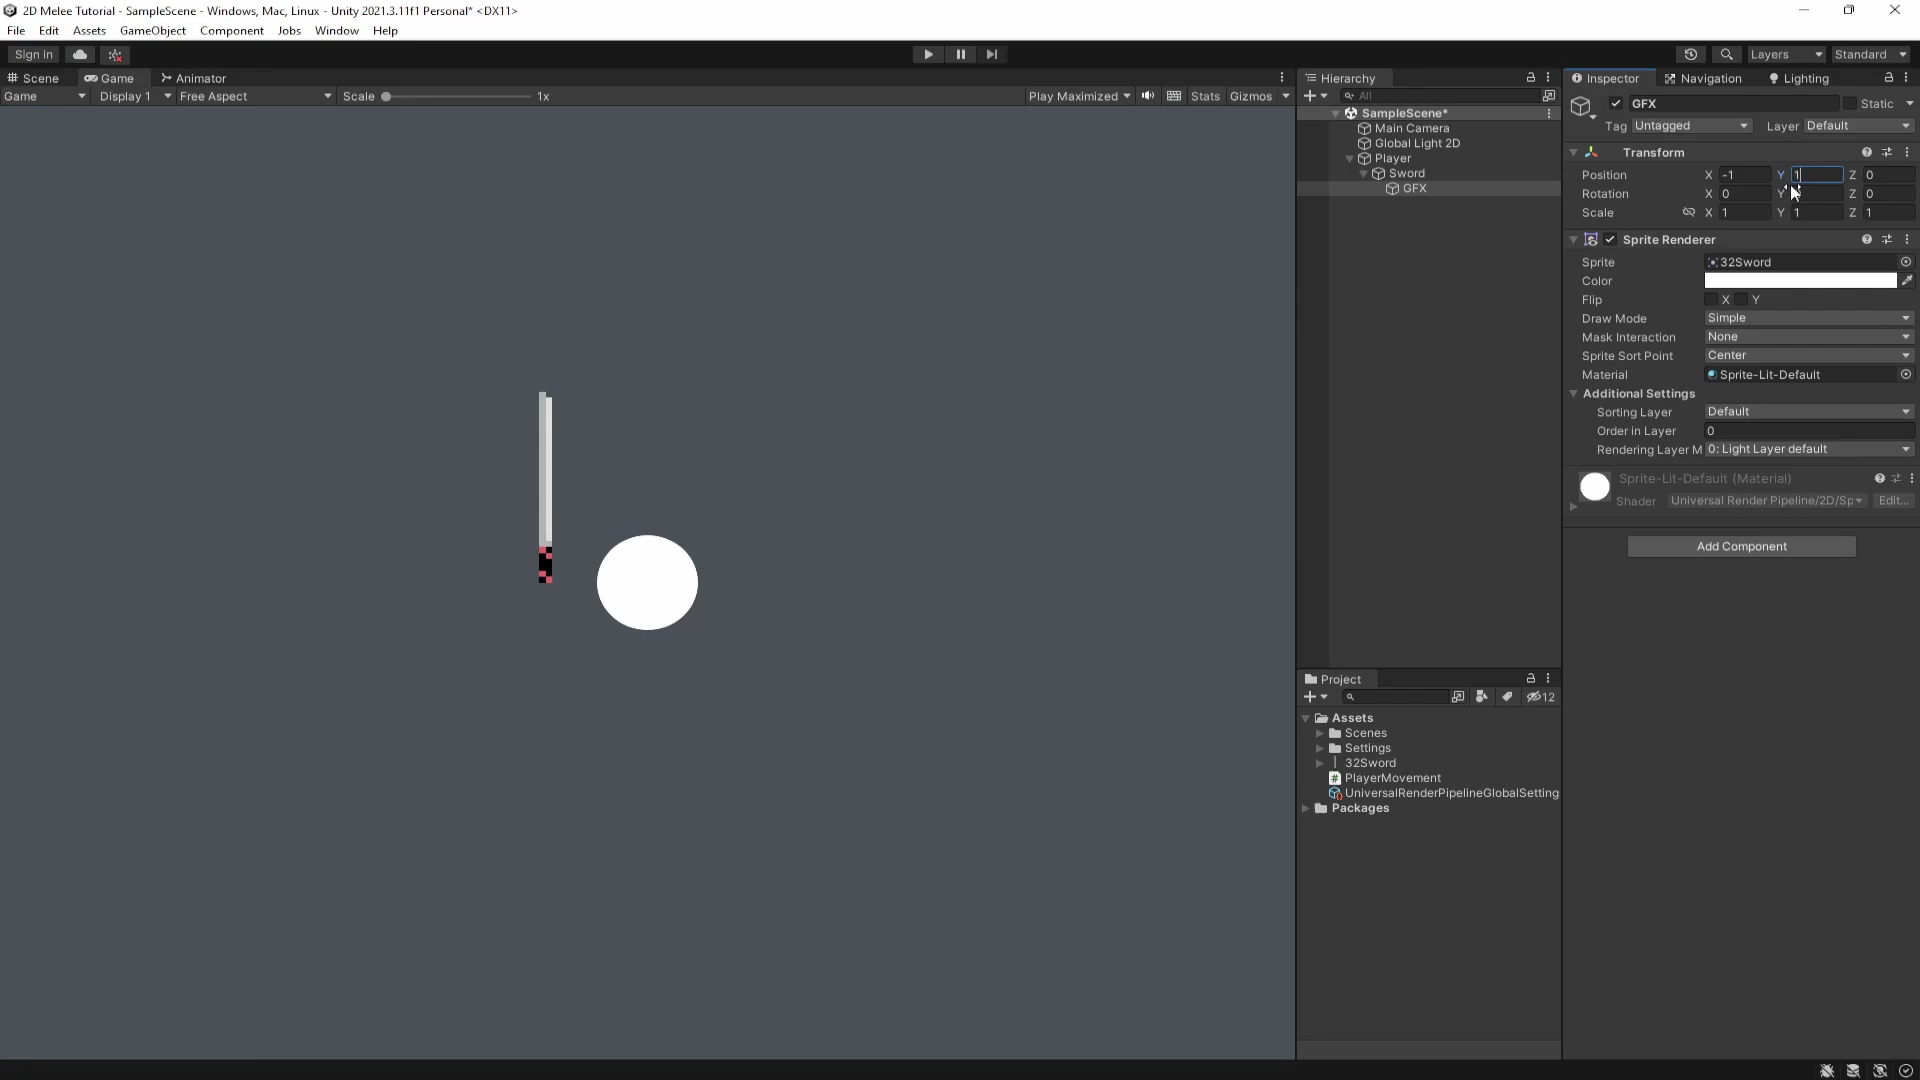 2D Melee Tutorial - SampleScene - Windows, Mac, Linux - Unity 2021.3.11f1 Personal* <DX11>
File Edit Assets GameObject Component Jobs Window Help
Sign in Layers Standard
Scene Game Animator
Game Display 1 Free Aspect Scale 1x Play Maximized Stats Gizmos
Hierarchy
All
SampleScene*
Main Camera
Global Light 2D
Player
Sword
GFX
Project
12
Assets
Scenes
Settings
32Sword
PlayerMovement
UniversalRenderPipelineGlobalSetting
Packages
Inspector Navigation Lighting
GFX Static
Tag Untagged Layer Default
Transform
Position X -1 Y 1 Z 0
Rotation X 0 Y Z 0
Scale X 1 Y 1 Z 1
Sprite Renderer
Sprite 32Sword
Color
Flip X Y
Draw Mode Simple
Mask Interaction None
Sprite Sort Point Center
Material Sprite-Lit-Default
Additional Settings
Sorting Layer Default
Order in Layer 0
Rendering Layer M 0: Light Layer default
Sprite-Lit-Default (Material)
Shader Universal Render Pipeline/2D/Sp Edit...
Add Component